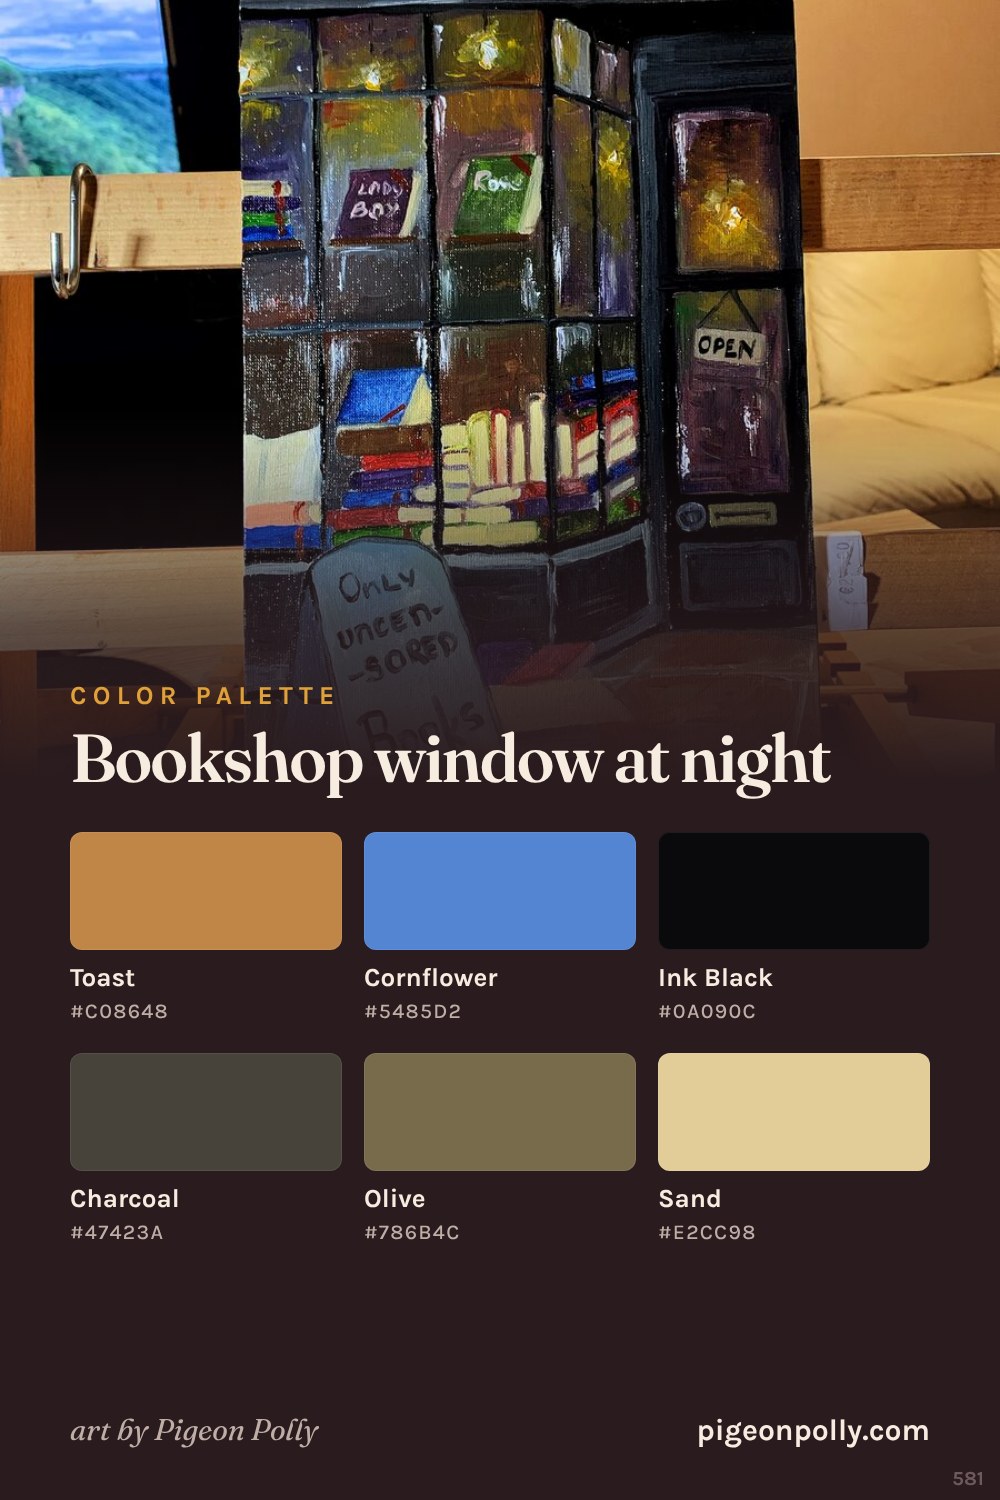 LADY
BOY
OPEN
Only
uncen-
-SORED
Books
COLOR PALETTE
Bookshop window at night
Toast
#C08648
Cornflower
#5485D2
Ink Black
#0A090C
Charcoal
#47423A
Olive
#786B4C
Sand
#E2CC98
art by Pigeon Polly
pigeonpolly.com
581